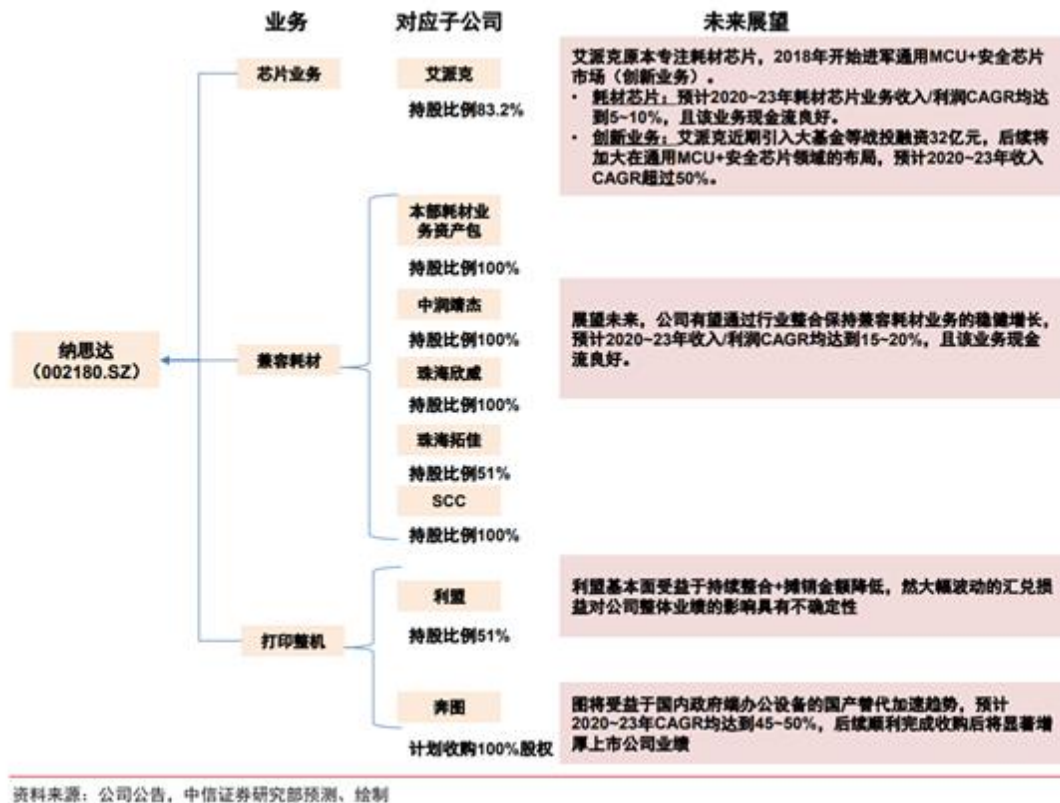 业务 对应子公司 未来展望
芯片业务
艾派克
持股比例83.2%
艾派克原本专注耗材芯片，2018年开始进军通用MCU+安全芯片
市场（创新业务）。
• 耗材芯片：预计2020~23年耗材芯片业务收入/利润CAGR均达
到5~10%，且该业务现金流良好。
• 创新业务：艾派克近期引入大基金等战投融资32亿元，后续将
加大在通用MCU+安全芯片领域的布局，预计2020~23年收入
CAGR超过50%。
纳思达
（002180.SZ）
兼容耗材
本部耗材业
务资产包
持股比例100%
中润靖杰
持股比例100%
珠海欣威
持股比例100%
珠海拓佳
持股比例51%
SCC
持股比例100%
展望未来，公司有望通过行业整合保持兼容耗材业务的稳健增长，
预计2020~23年收入/利润CAGR均达到15~20%，且该业务现金
流良好。
打印整机
利盟
持股比例51%
利盟基本面受益于持续整合+摊销金额降低，然大幅波动的汇兑损
益对公司整体业绩的影响具有不确定性
奔图
计划收购100%股权
图将受益于国内政府端办公设备的国产替代加速趋势，预计
2020~23年CAGR均达到45~50%，后续顺利完成收购后将显著增
厚上市公司业绩
资料来源：公司公告，中信证券研究部预测、绘制